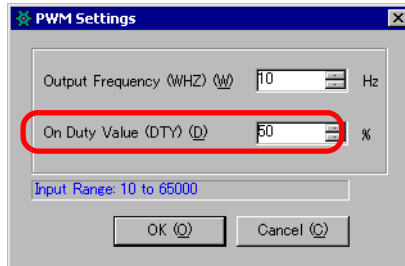 PWM Settings
Output Frequency (WHZ) (W) 10 Hz
On Duty Value (DTY) (D) 50 %
Input Range: 10 to 65000
OK (O) Cancel (C)